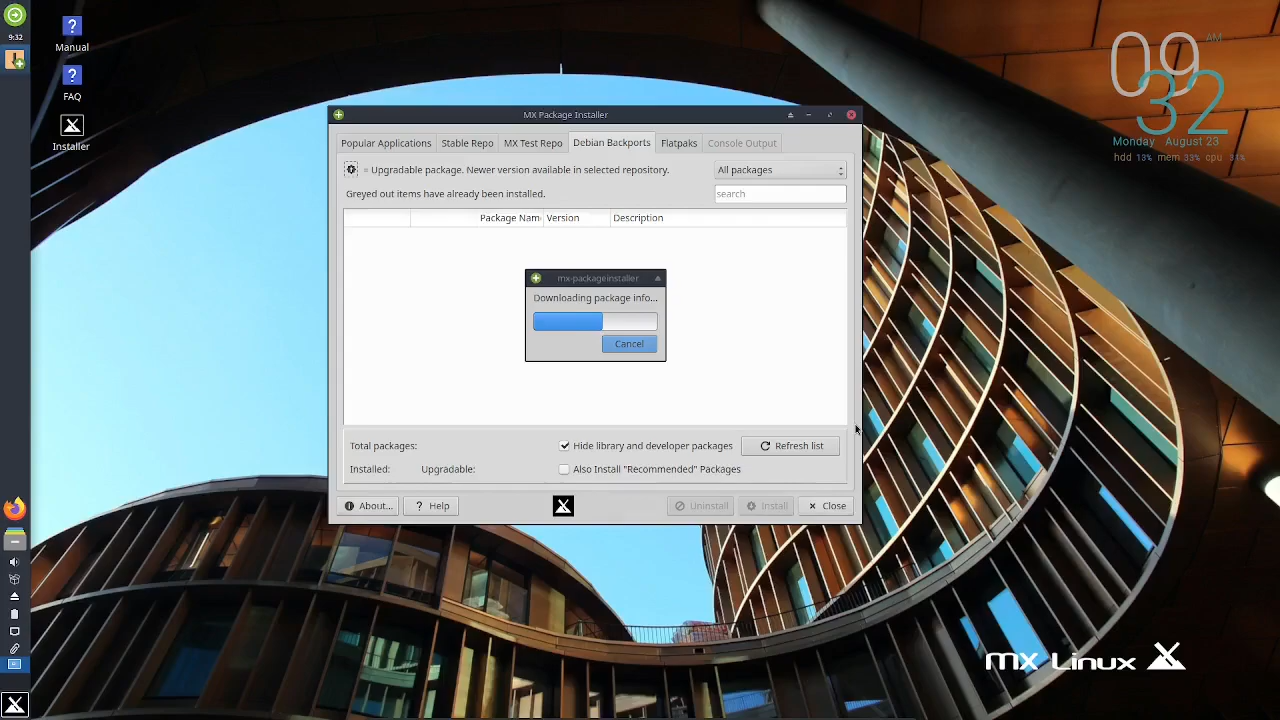 9:32
Manual
FAQ
Installer
09 AM
32
Monday August 23
hdd 13% mem 33% cpu 31%
MX Package Installer
Popular Applications Stable Repo MX Test Repo Debian Backports Flatpaks Console Output
= Upgradable package. Newer version available in selected repository. All packages
Greyed out items have already been installed. search
Package Nam Version Description
mx-packageinstaller
Downloading package info...
Cancel
Total packages: Hide library and developer packages Refresh list
Installed: Upgradable: Also Install "Recommended" Packages
About... ? Help Uninstall Install Close
MX Linux